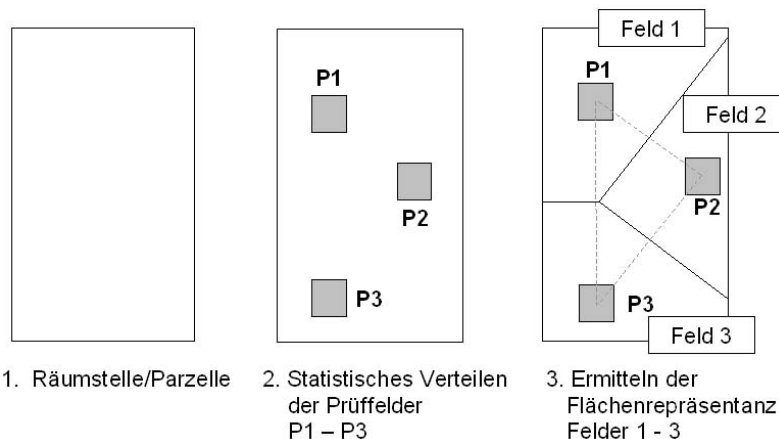 P1
P2
P3
Feld 1
P1
Feld 2
P2
P3
Feld 3
1. Räumstelle/Parzelle
2. Statistisches Verteilen
der Prüffelder
P1 – P3
3. Ermitteln der
Flächenrepräsentanz
Felder 1 - 3